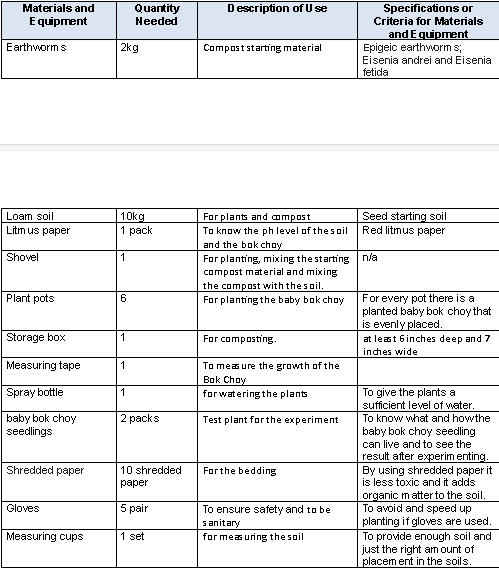 Materials and Equipment | Quantity Needed | Description of Use | Specifications or Criteria for Materials and Equipment
Earthworms | 2kg | Compost starting material | Epigeic earthworms; Eisenia andrei and Eisenia fetida
Loam soil | 10kg | For plants and compost | Seed starting soil
Litmus paper | 1 pack | To know the ph level of the soil and the bok choy | Red litmus paper
Shovel | 1 | For planting, mixing the starting compost material and mixing the compost with the soil. | n/a
Plant pots | 6 | For planting the baby bok choy | For every pot there is a planted baby bok choy that is evenly placed.
Storage box | 1 | For composting. | at least 6 inches deep and 7 inches wide
Measuring tape | 1 | To measure the growth of the Bok Choy
Spray bottle | 1 | for watering the plants | To give the plants a sufficient level of water.
baby bok choy seedlings | 2 packs | Test plant for the experiment | To know what and how the baby bok choy seedling can live and to see the result after experimenting.
Shredded paper | 10 shredded paper | For the bedding | By using shredded paper it is less toxic and it adds organic matter to the soil.
Gloves | 5 pair | To ensure safety and to be sanitary | To avoid and speed up planting if gloves are used.
Measuring cups | 1 set | for measuring the soil | To provide enough soil and just the right amount of placement in the soils.